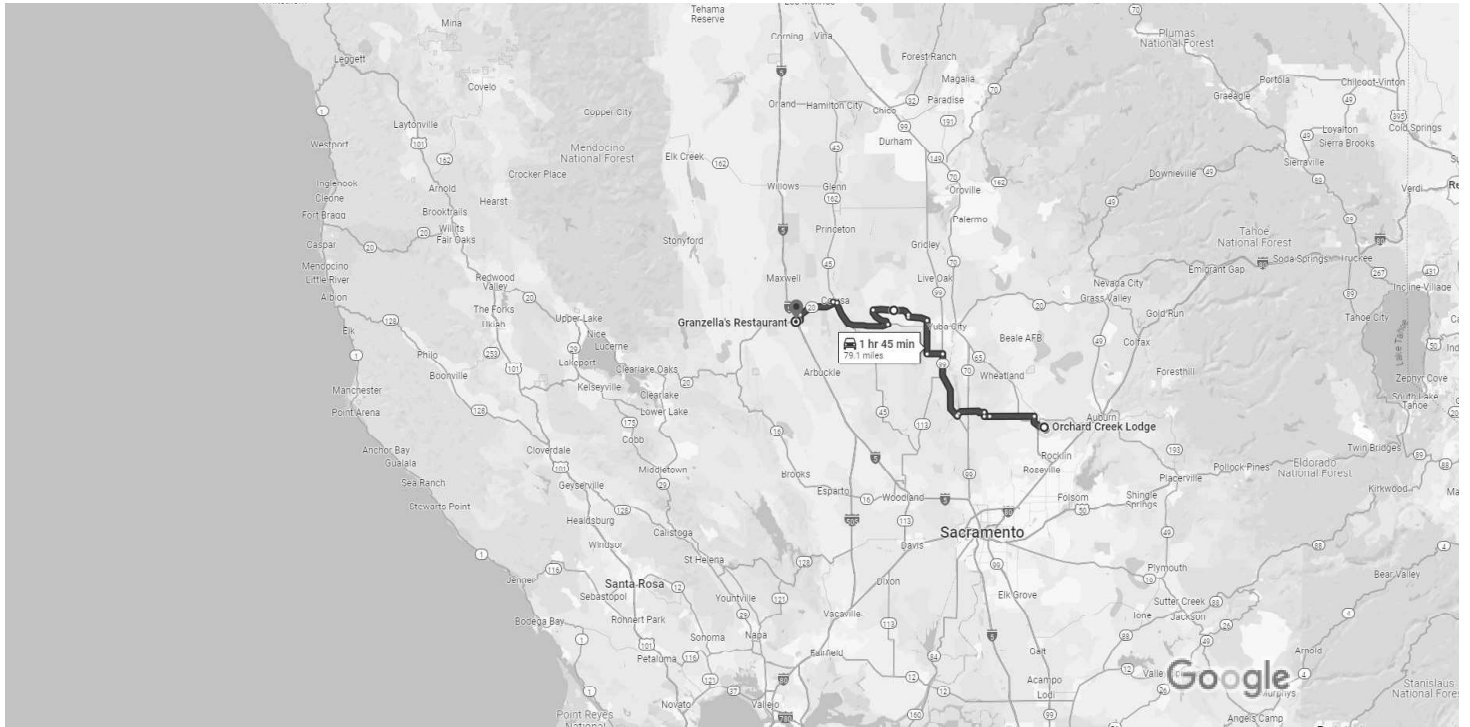 Tehama
Reserve
Mina
Leggett
Covelo
Corning
Vina
Forest Ranch
Magalia
Paradise
Plumas
National Forest
Portola
Chilcoot-Vinton
Graeagle
Loyalton
Sierra Brooks
Cold Springs
Sierraville
Copper City
Orland
Hamilton City
Chico
Durham
Laytonville
Westport
Mendocino
National Forest
Elk Creek
Crocker Place
Willows
Glenn
Oroville
Downieville
Verdi
Inglenook
Cleone
Fort Bragg
Arnold
Hearst
Brooktrails
Willits
Fair Oaks
Princeton
Palermo
Tahoe
National Forest
Caspar
Stonyford
Gridley
Soda Springs
Truckee
Emigrant Gap
Mendocino
Little River
Albion
Redwood
Valley
Maxwell
Live Oak
Nevada City
Grass Valley
Incline Village
The Forks
Ukiah
Upper Lake
Nice
Lucerne
Lakeport
Colusa
Granzella's Restaurant
Yuba City
Beale AFB
Gold Run
Colfax
Tahoe City
Lake Tahoe
Elk
Philo
Boonville
Clearlake Oaks
Kelseyville
Clearlake
Lower Lake
1 hr 45 min
79.1 miles
Arbuckle
Wheatland
Foresthill
Zephyr Cove
South Lake
Tahoe
Manchester
Point Arena
Cobb
Auburn
Orchard Creek Lodge
Twin Bridges
Anchor Bay
Gualala
Cloverdale
Middletown
Rocklin
Roseville
Pollock Pines
Eldorado
National Forest
Sea Ranch
Geyserville
Brooks
Esparto
Woodland
Placerville
Kirkwood
Stewarts Point
Healdsburg
Folsom
Shingle
Springs
Windsor
Calistoga
Sacramento
Davis
St Helena
Plymouth
Bear Valley
Jenner
Santa Rosa
Sebastopol
Yountville
Dixon
Elk Grove
Sutter Creek
Ione
Jackson
Rohnert Park
Vacaville
Bodega Bay
Sonoma
Napa
Petaluma
Fairfield
Galt
Arnold
Acampo
Lodi
Google
Murphys
Stanislaus
National Forest
Novato
Vallejo
Point Reyes
National
Angels Camp